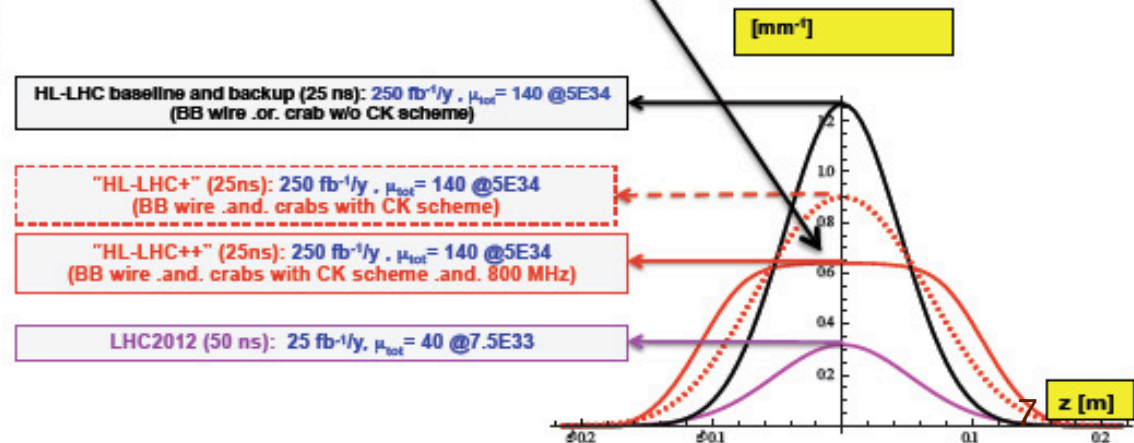 [mm⁻¹]
HL-LHC baseline and backup (25 ns): 250 fb⁻¹/y , μtot= 140 @5E34
(BB wire .or. crab w/o CK scheme)
"HL-LHC+" (25ns): 250 fb⁻¹/y , μtot= 140 @5E34
(BB wire .and. crabs with CK scheme)
"HL-LHC++" (25ns): 250 fb⁻¹/y , μtot= 140 @5E34
(BB wire .and. crabs with CK scheme .and. 800 MHz)
LHC2012 (50 ns): 25 fb⁻¹/y, μtot= 40 @7.5E33
1.2
1.0
0.8
0.6
0.4
0.2
7
z [m]
0.2
0.1
0.1
0.2